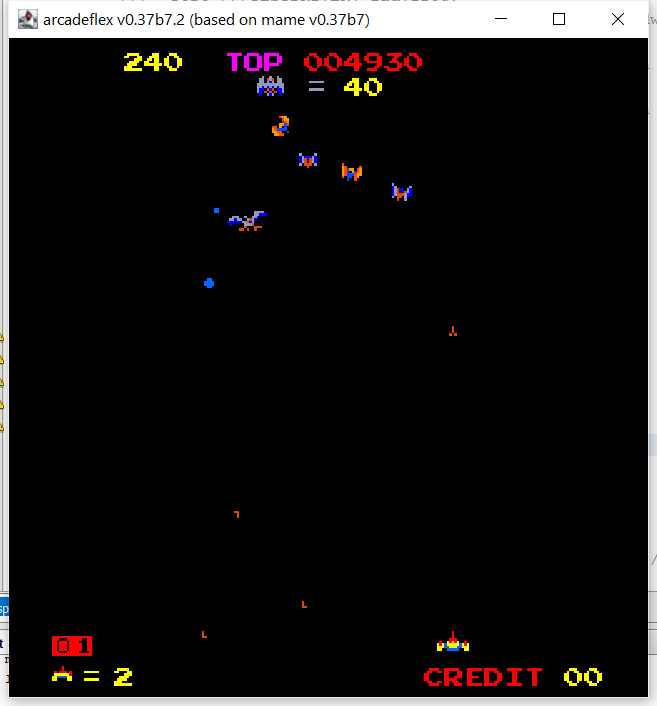 arcadeflex v0.37b7.2 (based on mame v0.37b7)
240 TOP 004930
= 40
01
= 2 CREDIT 00